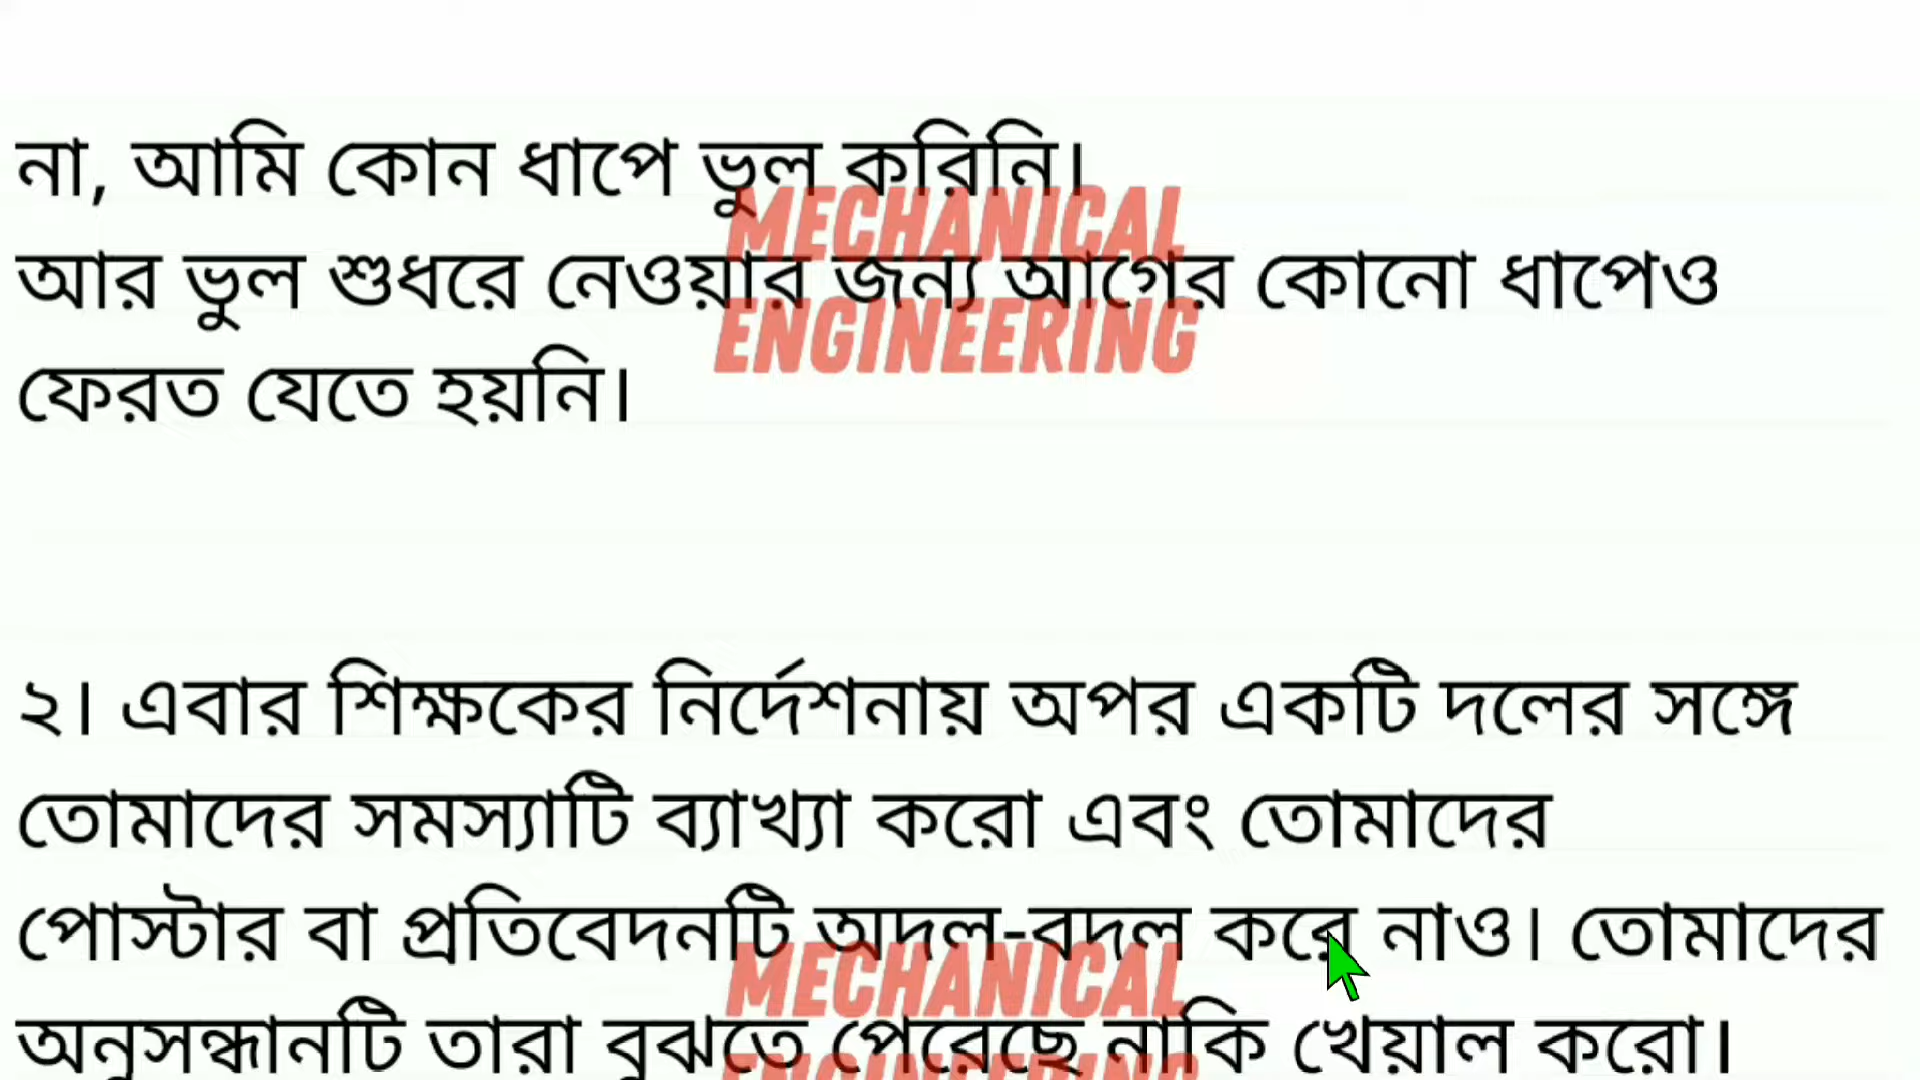 না, আমি কোন ধাপে ভুল করিনি।
MECHANICAL
আর ভুল শুধরে নেওয়ার জন্য আগের কোনো ধাপেও
ENGINEERING
ফেরত যেতে হয়নি।
২। এবার শিক্ষকের নির্দেশনায় অপর একটি দলের সঙ্গে
তোমাদের সমস্যাটি ব্যাখ্যা করো এবং তোমাদের
পোস্টার বা প্রতিবেদনটি অদল-বদল করে নাও। তোমাদের
MECHANICAL
অনুসন্ধানটি তারা বুঝতে পেরেছে নাকি খেয়াল করো।
ENGINEERING